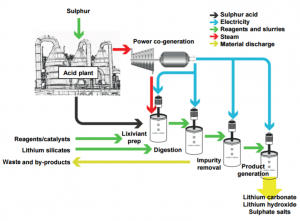 Sulphur
Sulphur acid
Electricity
Reagents and slurries
Steam
Material discharge
Power co-generation
Acid plant
Reagents/catalysts
Lixiviant
prep
Lithium silicates
Digestion
Waste and by-products
Impurity
removal
Product
generation
Lithium carbonate
Lithium hydroxide
Sulphate salts